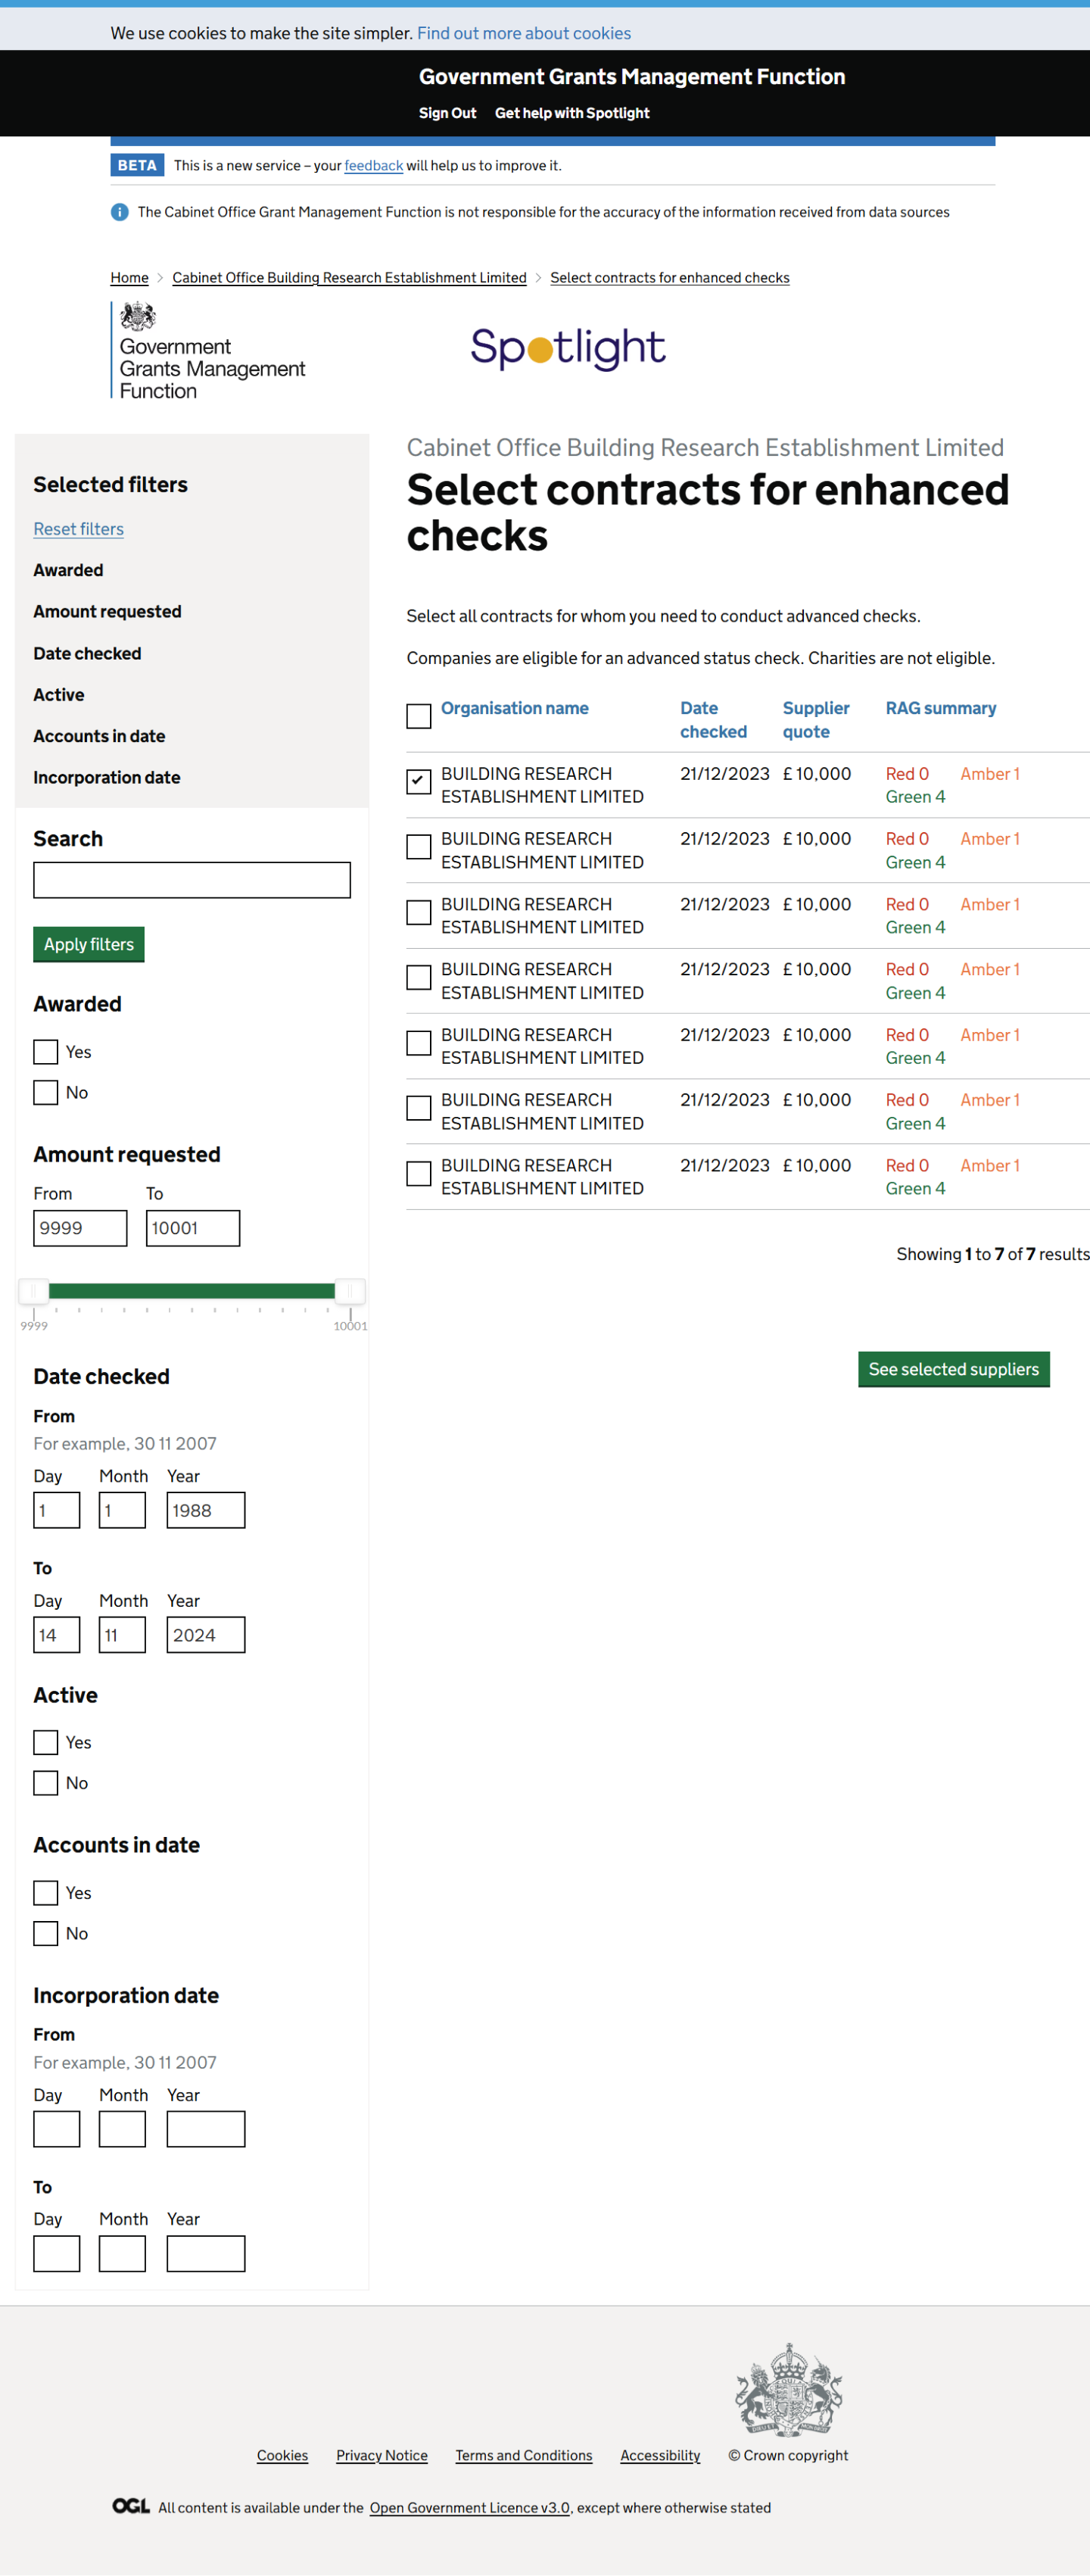 We use cookies to make the site simpler. Find out more about cookies
Government Grants Management Function
Sign Out Get help with Spotlight
BETA This is a new service – your feedback will help us to improve it.
i The Cabinet Office Grant Management Function is not responsible for the accuracy of the information received from data sources
Home > Cabinet Office Building Research Establishment Limited > Select contracts for enhanced checks
Government
Grants Management
Function
Spotlight
Selected filters
Reset filters
Awarded
Amount requested
Date checked
Active
Accounts in date
Incorporation date
Search
Apply filters
Awarded
Yes
No
Amount requested
From To
9999 10001
9999 10001
Date checked
From
For example, 30 11 2007
Day Month Year
1 1 1988
To
Day Month Year
14 11 2024
Active
Yes
No
Accounts in date
Yes
No
Incorporation date
From
For example, 30 11 2007
Day Month Year
To
Day Month Year
Cabinet Office Building Research Establishment Limited
Select contracts for enhanced
checks
Select all contracts for whom you need to conduct advanced checks.
Companies are eligible for an advanced status check. Charities are not eligible.
Organisation name Date Supplier RAG summary
checked quote
BUILDING RESEARCH 21/12/2023 £ 10,000 Red 0 Amber 1
ESTABLISHMENT LIMITED Green 4
BUILDING RESEARCH 21/12/2023 £ 10,000 Red 0 Amber 1
ESTABLISHMENT LIMITED Green 4
BUILDING RESEARCH 21/12/2023 £ 10,000 Red 0 Amber 1
ESTABLISHMENT LIMITED Green 4
BUILDING RESEARCH 21/12/2023 £ 10,000 Red 0 Amber 1
ESTABLISHMENT LIMITED Green 4
BUILDING RESEARCH 21/12/2023 £ 10,000 Red 0 Amber 1
ESTABLISHMENT LIMITED Green 4
BUILDING RESEARCH 21/12/2023 £ 10,000 Red 0 Amber 1
ESTABLISHMENT LIMITED Green 4
BUILDING RESEARCH 21/12/2023 £ 10,000 Red 0 Amber 1
ESTABLISHMENT LIMITED Green 4
Showing 1 to 7 of 7 results
See selected suppliers
Cookies Privacy Notice Terms and Conditions Accessibility © Crown copyright
OGL All content is available under the Open Government Licence v3.0, except where otherwise stated